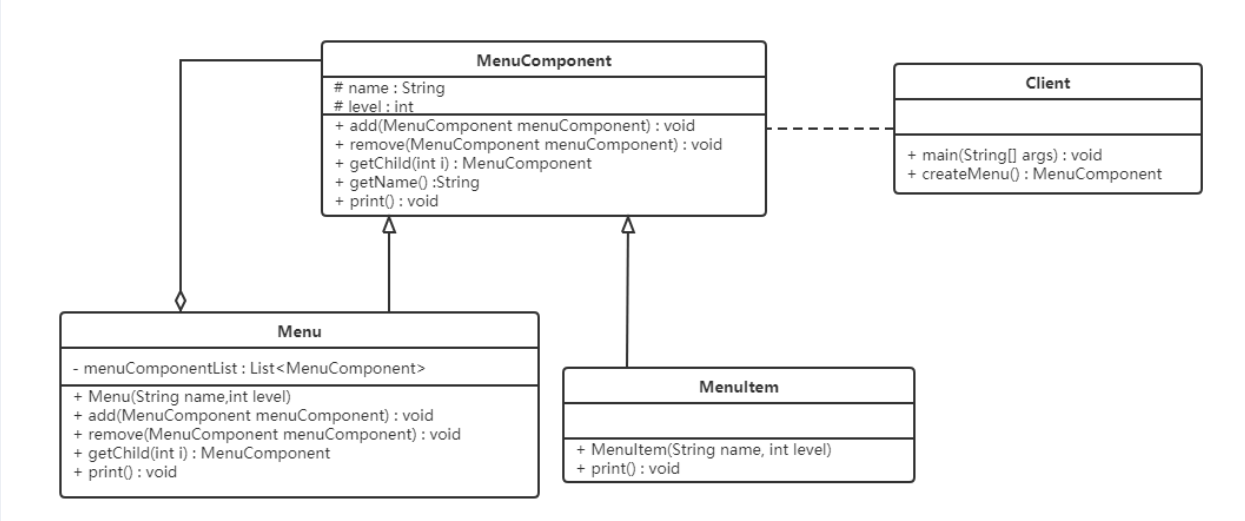 MenuComponent
# name : String
# level : int
+ add(MenuComponent menuComponent) : void
+ remove(MenuComponent menuComponent) : void
+ getChild(int i) : MenuComponent
+ getName() :String
+ print() : void
Client
+ main(String[] args) : void
+ createMenu() : MenuComponent
Menu
- menuComponentList : List<MenuComponent>
+ Menu(String name,int level)
+ add(MenuComponent menuComponent) : void
+ remove(MenuComponent menuComponent) : void
+ getChild(int i) : MenuComponent
+ print() : void
MenuItem
+ MenuItem(String name, int level)
+ print() : void